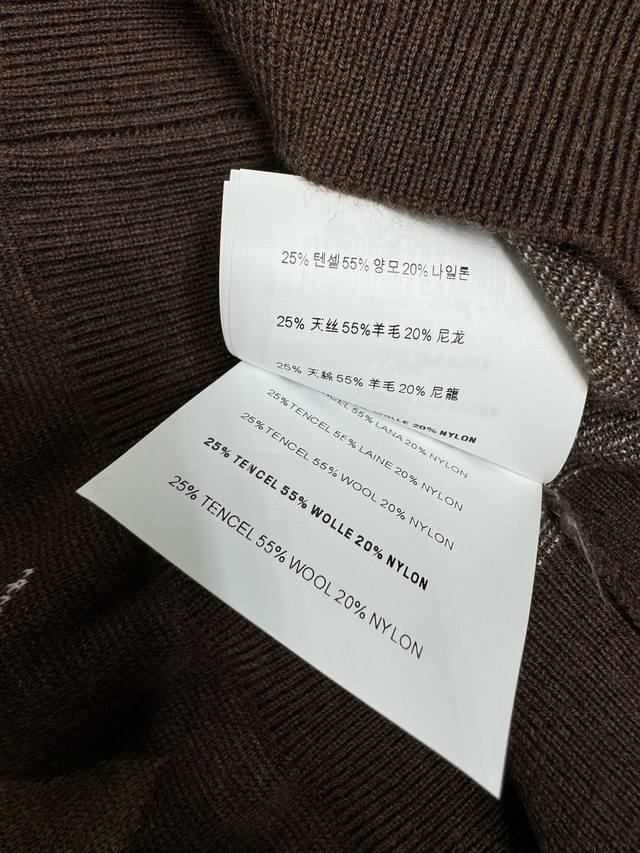 25% 텐셀 55% 양모 20% 나일론
25% 天丝 55% 羊毛 20% 尼龙
25% 天絲 55% 羊毛 20% 尼龍
WOLLE 20% NYLON
55% LANA 20% NYLON
25% TENCEL 55% LAINE 20% NYLON
25% TENCEL 55% WOOL 20% NYLON
25% TENCEL 55% WOLLE 20% NYLON
25% TENCEL 55% WOOL 20% NYLON